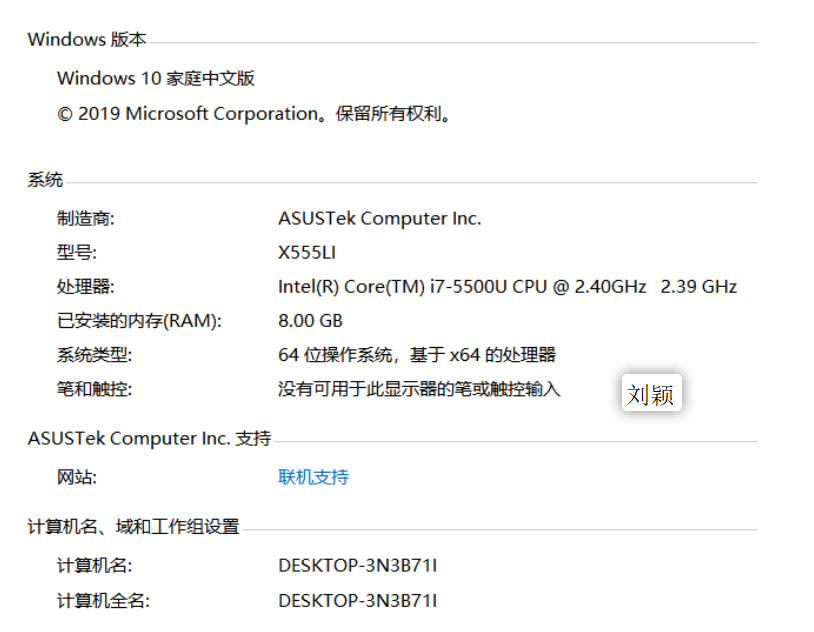 Windows 版本
Windows 10 家庭中文版
© 2019 Microsoft Corporation。保留所有权利。
系统
制造商: ASUSTek Computer Inc.
型号: X555LI
处理器: Intel(R) Core(TM) i7-5500U CPU @ 2.40GHz 2.39 GHz
已安装的内存(RAM): 8.00 GB
系统类型: 64 位操作系统，基于 x64 的处理器
笔和触控: 没有可用于此显示器的笔或触控输入
刘颖
ASUSTek Computer Inc. 支持
网站: 联机支持
计算机名、域和工作组设置
计算机名: DESKTOP-3N3B71I
计算机全名: DESKTOP-3N3B71I